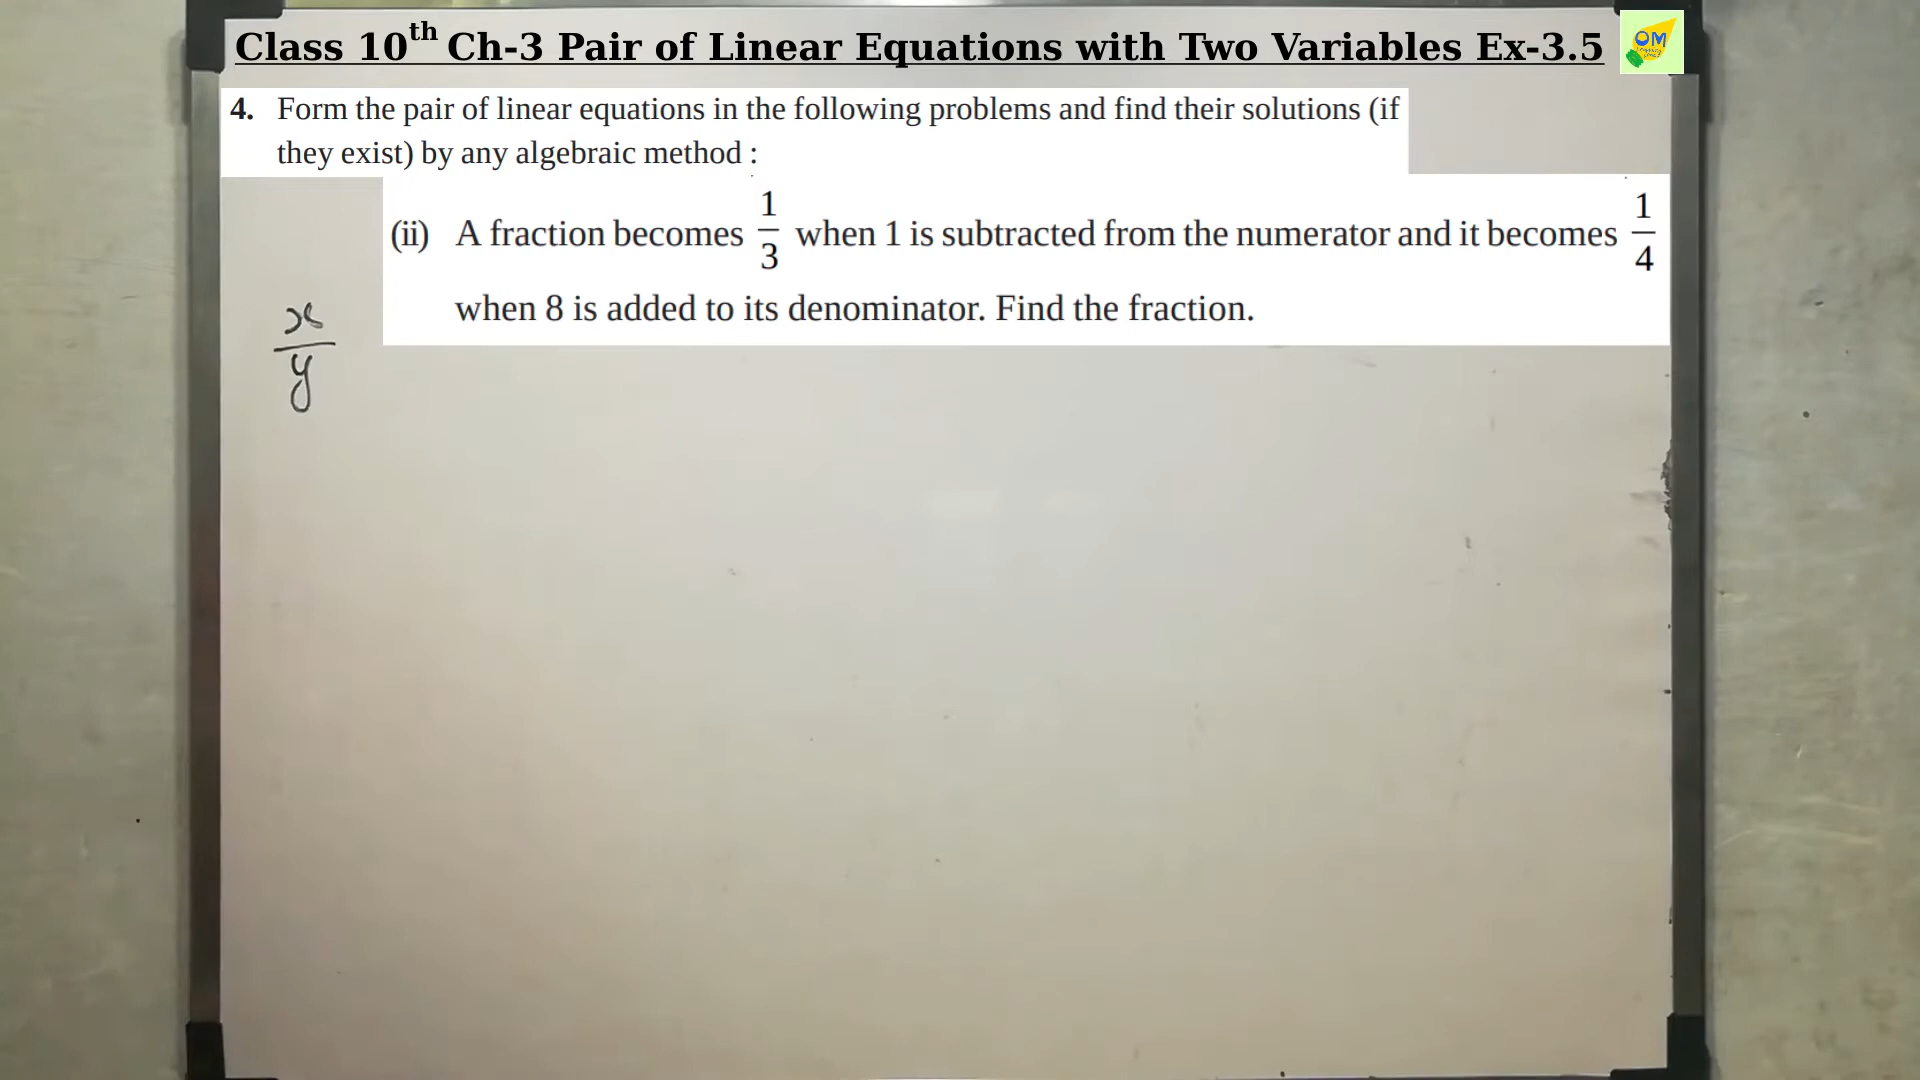 Class 10th Ch-3 Pair of Linear Equations with Two Variables Ex-3.5
OM
4. Form the pair of linear equations in the following problems and find their solutions (if
they exist) by any algebraic method :
(ii) A fraction becomes 1/3 when 1 is subtracted from the numerator and it becomes 1/4
when 8 is added to its denominator. Find the fraction.
x/y